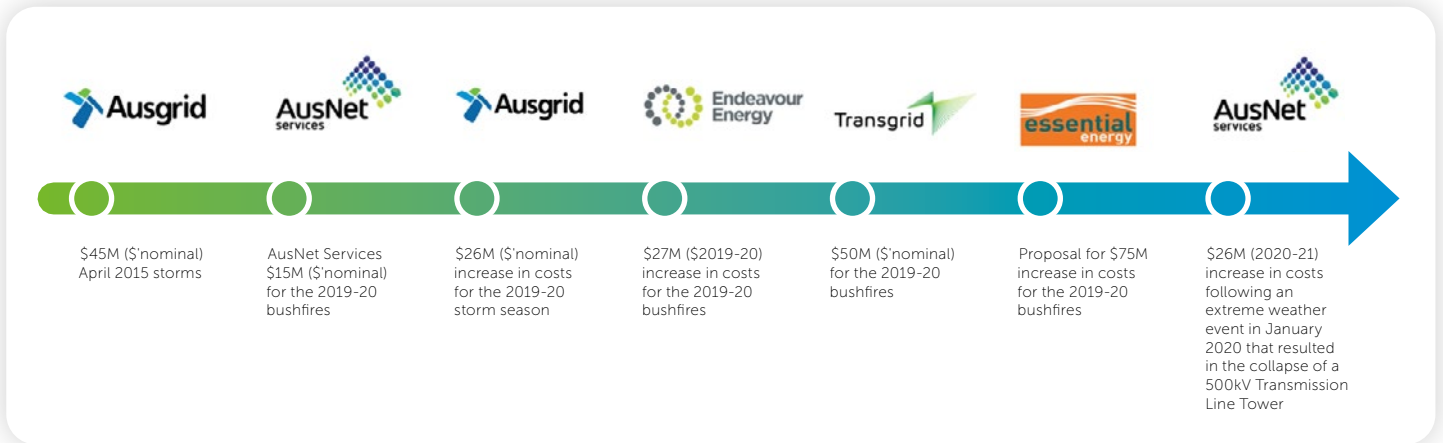 Ausgrid
AusNet
services
Ausgrid
Endeavour
Energy
Transgrid
essential
energy
AusNet
services
$45M ($'nominal)
April 2015 storms
AusNet Services
$15M ($'nominal)
for the 2019-20
bushfires
$26M ($'nominal)
increase in costs
for the 2019-20
storm season
$27M ($2019-20)
increase in costs
for the 2019-20
bushfires
$50M ($'nominal)
for the 2019-20
bushfires
Proposal for $75M
increase in costs
for the 2019-20
bushfires
$26M (2020-21)
increase in costs
following an
extreme weather
event in January
2020 that resulted
in the collapse of a
500kV Transmission
Line Tower